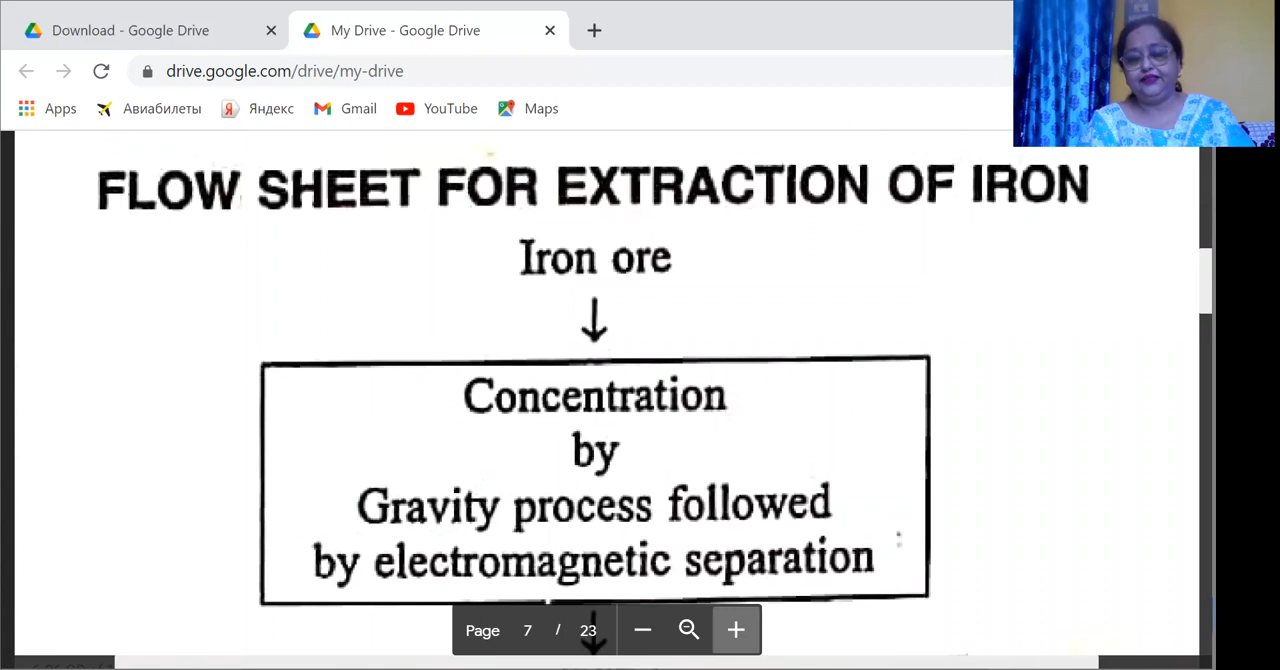 Download - Google Drive
My Drive - Google Drive
drive.google.com/drive/my-drive
Apps Авиабилеты Яндекс Gmail YouTube Maps
FLOW SHEET FOR EXTRACTION OF IRON
Iron ore
Concentration
by
Gravity process followed
by electromagnetic separation
Page 7 / 23